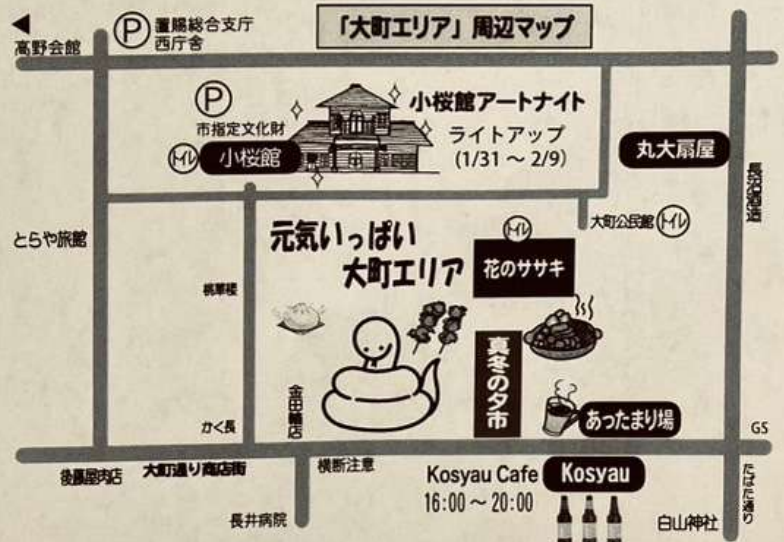 「大町エリア」周辺マップ
高野会館
Ⓟ 置賜総合支庁
西庁舎
Ⓟ
市指定文化財
トイレ 小桜館
小桜館アートナイト
ライトアップ
(1/31 ～ 2/9)
丸大扇屋
長沼酒造
とらや旅館
桃華楼
元気いっぱい
大町エリア
トイレ
花のササキ
大町公民館 トイレ
真冬の夕市
あったまり場
金田鯛店
かく長
GS
後藤屋肉店
大町通り商店街
横断注意
長井病院
Kosyau Cafe
16:00 ～ 20:00
Kosyau
白山神社
たばた通り